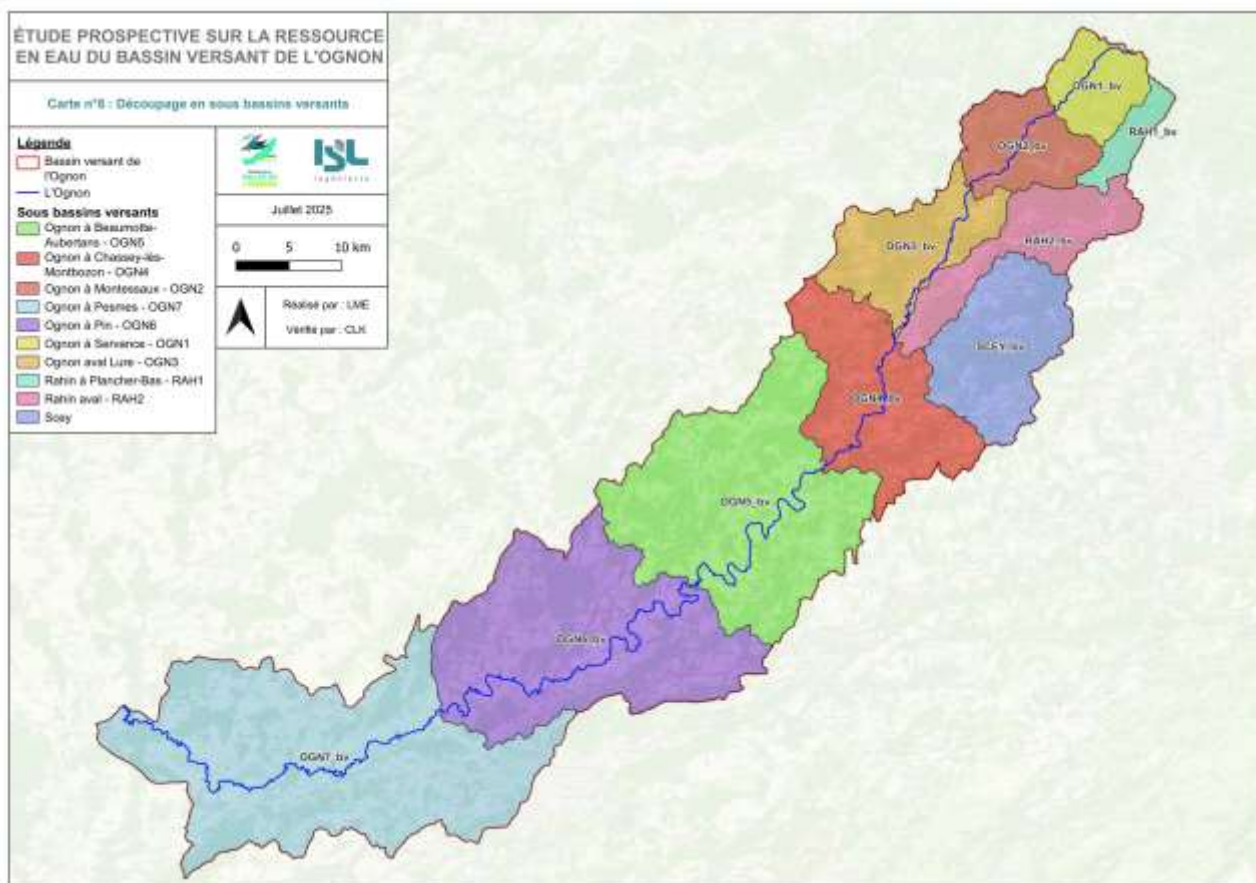 ÉTUDE PROSPECTIVE SUR LA RESSOURCE
EN EAU DU BASSIN VERSANT DE L'OGNON
Carte n°6 : Découpage en sous bassins versants
Légende
Bassin versant de
l'Ognon
L'Ognon
Sous bassins versants
Ognon à Beaumotte-
Aubertans - OGN5
Ognon à Chassey-lès-
Montbozon - OGN4
Ognon à Montessaux - OGN2
Ognon à Pesmes - OGN7
Ognon à Pin - OGN6
Ognon à Servance - OGN1
Ognon aval Lure - OGN3
Rahin à Plancher-Bas - RAH1
Rahin aval - RAH2
Scey
ISL
Ingénierie
Juillet 2025
0 5 10 km
Réalisé par : LME
Vérifié par : CLK
OGN1_bv
RAH1_bv
OGN2_bv
OGN3_bv
RAH2_bv
SCEY_bv
OGN4_bv
OGN5_bv
OGN6_bv
OGN7_bv